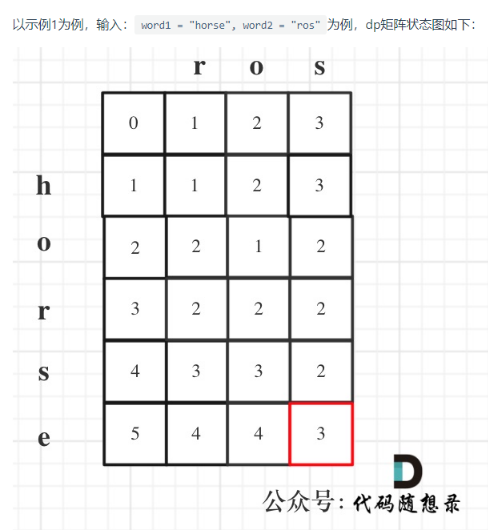 以示例1为例，输入： word1 = "horse", word2 = "ros" 为例，dp矩阵状态图如下：
r o s
0 1 2 3
h 1 1 2 3
o 2 2 1 2
r 3 2 2 2
s 4 3 3 2
e 5 4 4 3
D
公众号：代码随想录